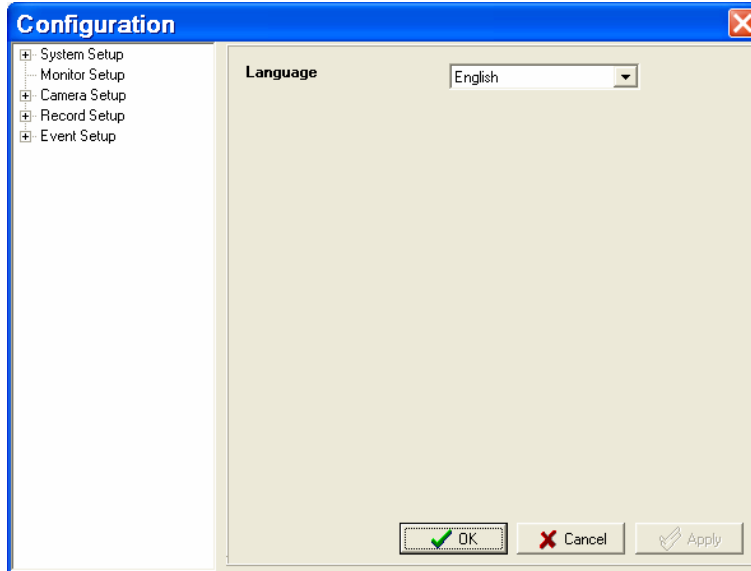 Configuration
System Setup
Monitor Setup
Camera Setup
Record Setup
Event Setup
Language
English
OK
Cancel
Apply